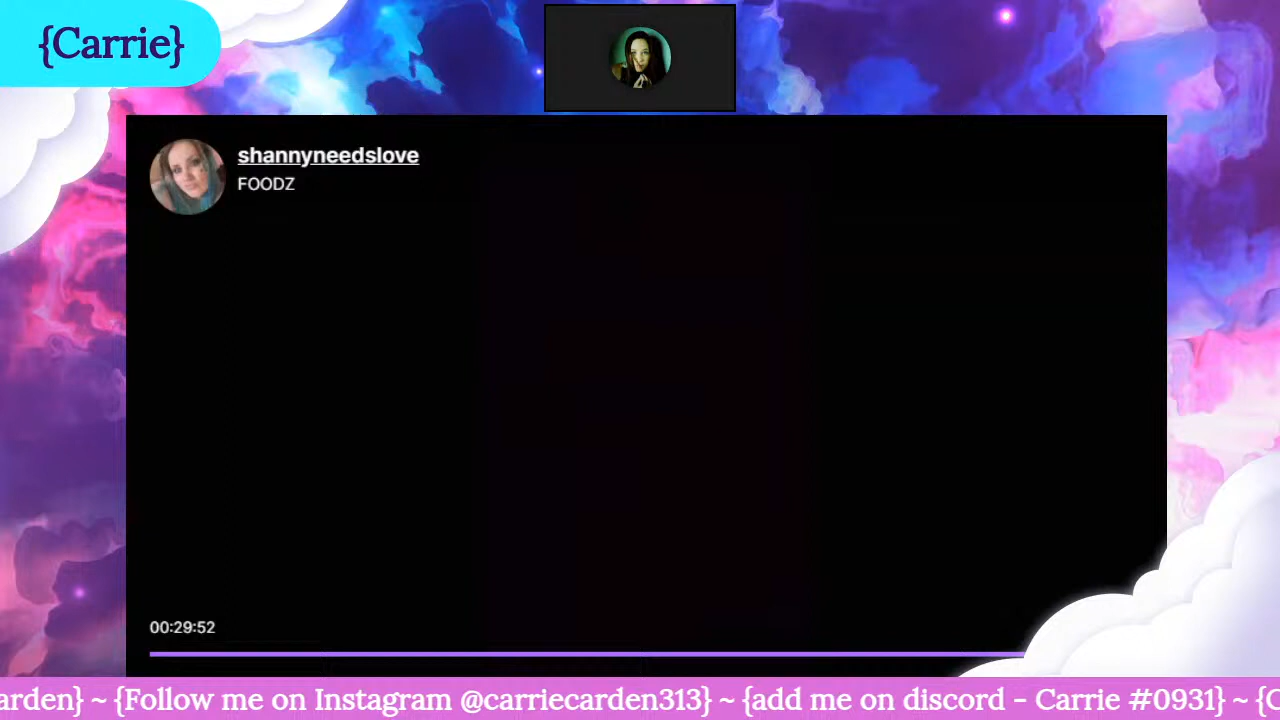 {Carrie}
shannyneedslove
FOODZ
00:29:52
arden} ~ {Follow me on Instagram @carriecarden313} ~ {add me on discord - Carrie #0931} ~ {C